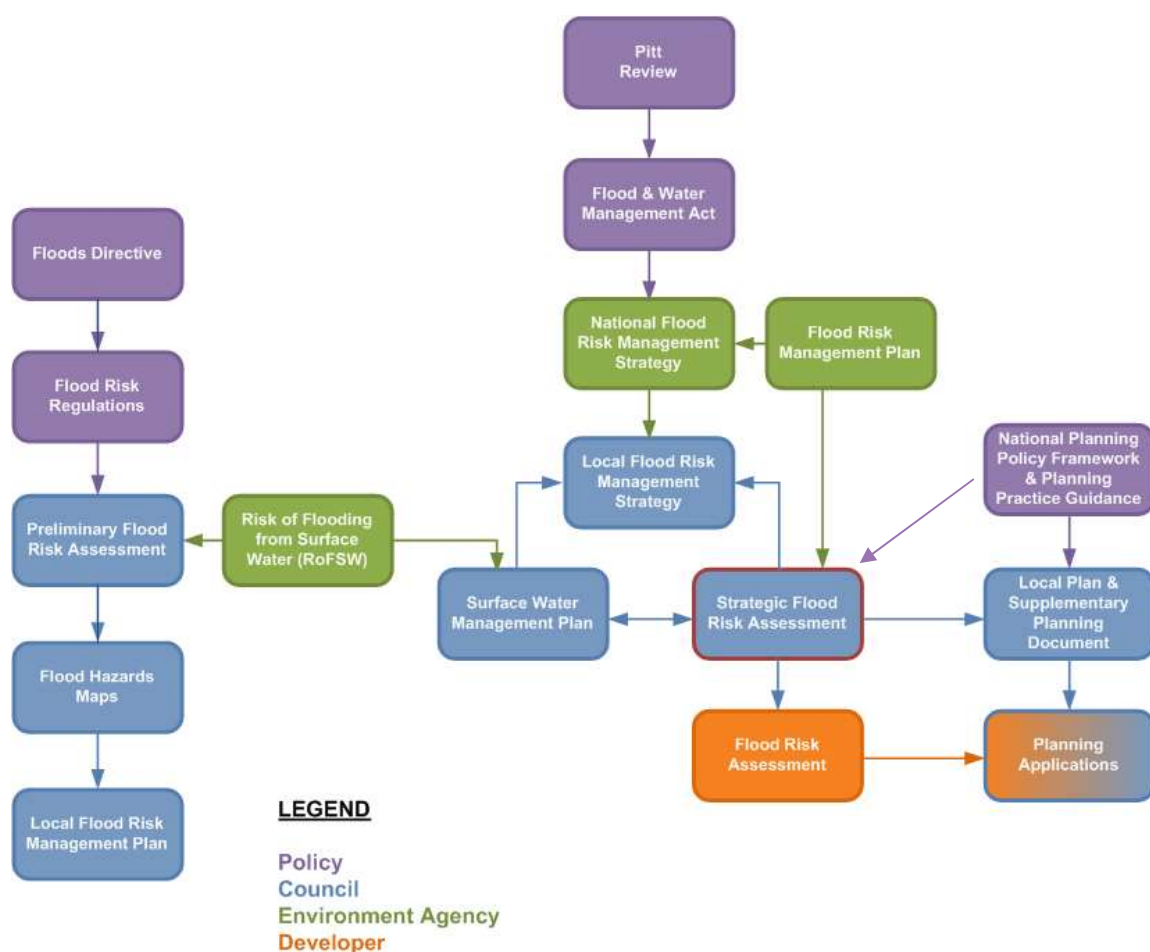 Pitt
Review
Flood & Water
Management Act
Floods Directive
National Flood
Risk Management
Strategy
Flood Risk
Management Plan
Flood Risk
Regulations
Local Flood Risk
Management
Strategy
National Planning
Policy Framework
& Planning
Practice Guidance
Preliminary Flood
Risk Assessment
Risk of Flooding
from Surface
Water (RoFSW)
Surface Water
Management Plan
Strategic Flood
Risk Assessment
Local Plan &
Supplementary
Planning
Document
Flood Hazards
Maps
Flood Risk
Assessment
Planning
Applications
Local Flood Risk
Management Plan
LEGEND
Policy
Council
Environment Agency
Developer